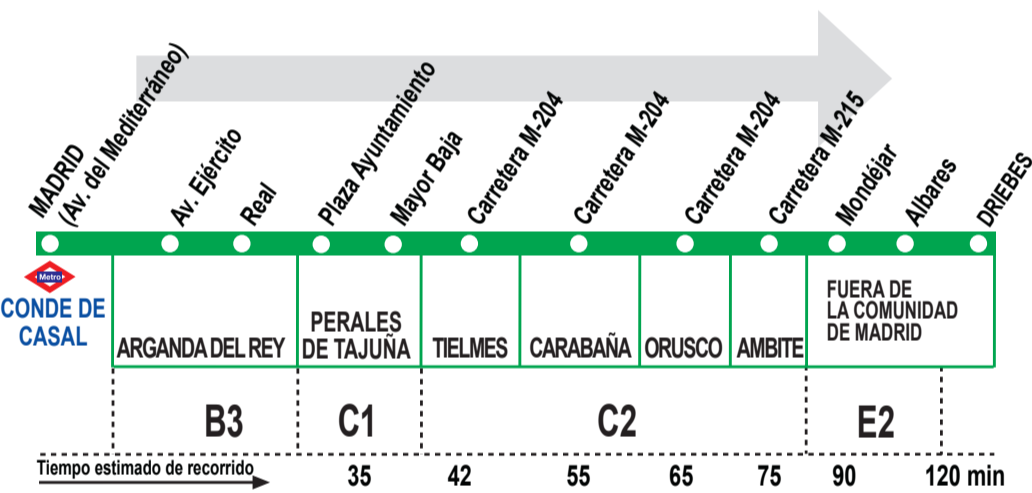 MADRID
(Av. del Mediterráneo)
Av. Ejército
Real
Plaza Ayuntamiento
Mayor Baja
Carretera M-204
Carretera M-204
Carretera M-204
Carretera M-215
Mondéjar
Albares
DRIEBES
Metro
CONDE DE
CASAL
ARGANDA DEL REY
PERALES
DE TAJUÑA
TIELMES
CARABAÑA
ORUSCO
AMBITE
FUERA DE
LA COMUNIDAD
DE MADRID
B3
C1
C2
E2
Tiempo estimado de recorrido
35
42
55
65
75
90
120 min